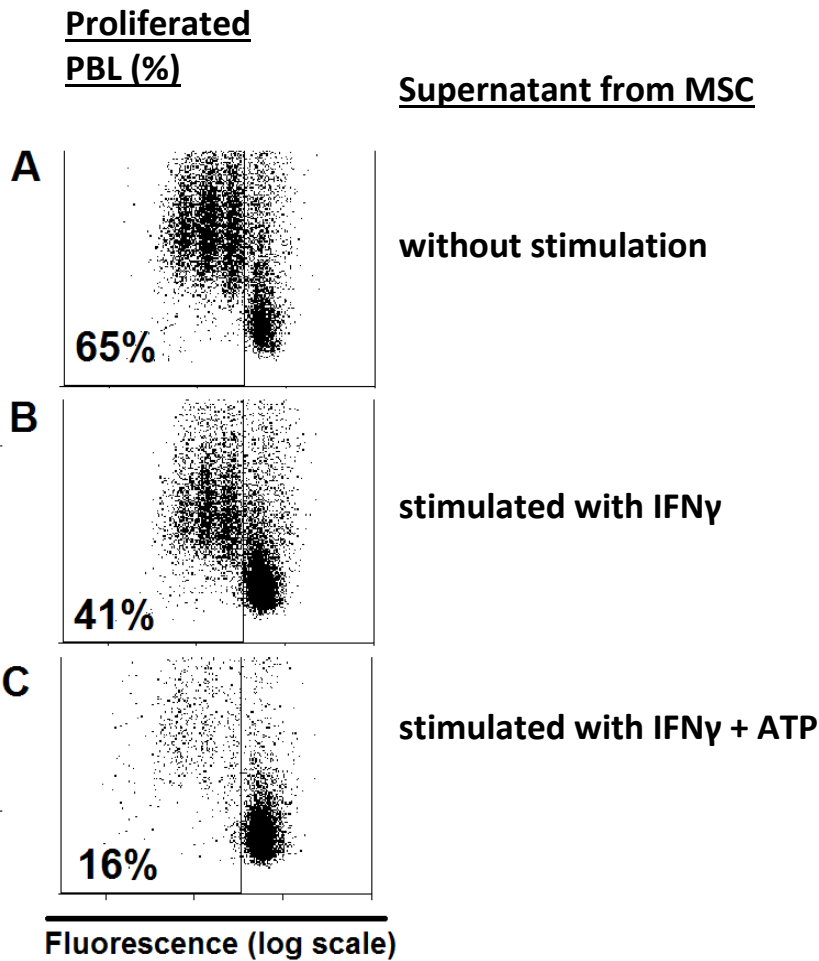 Proliferated
PBL (%)
Supernatant from MSC
A
without stimulation
65%
B
stimulated with IFNγ
41%
C
stimulated with IFNγ + ATP
16%
Fluorescence (log scale)